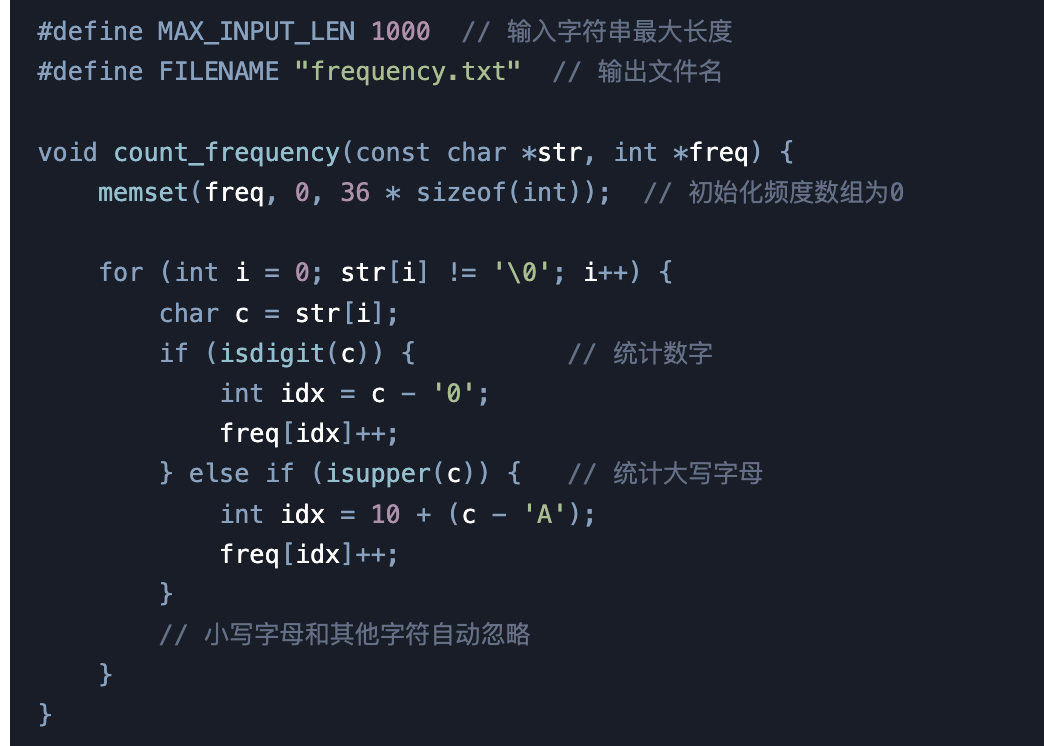 #define MAX_INPUT_LEN 1000  // 输入字符串最大长度
#define FILENAME "frequency.txt"  // 输出文件名

void count_frequency(const char *str, int *freq) {
    memset(freq, 0, 36 * sizeof(int));  // 初始化频度数组为0

    for (int i = 0; str[i] != '\0'; i++) {
        char c = str[i];
        if (isdigit(c)) {          // 统计数字
            int idx = c - '0';
            freq[idx]++;
        } else if (isupper(c)) {   // 统计大写字母
            int idx = 10 + (c - 'A');
            freq[idx]++;
        }
        // 小写字母和其他字符自动忽略
    }
}